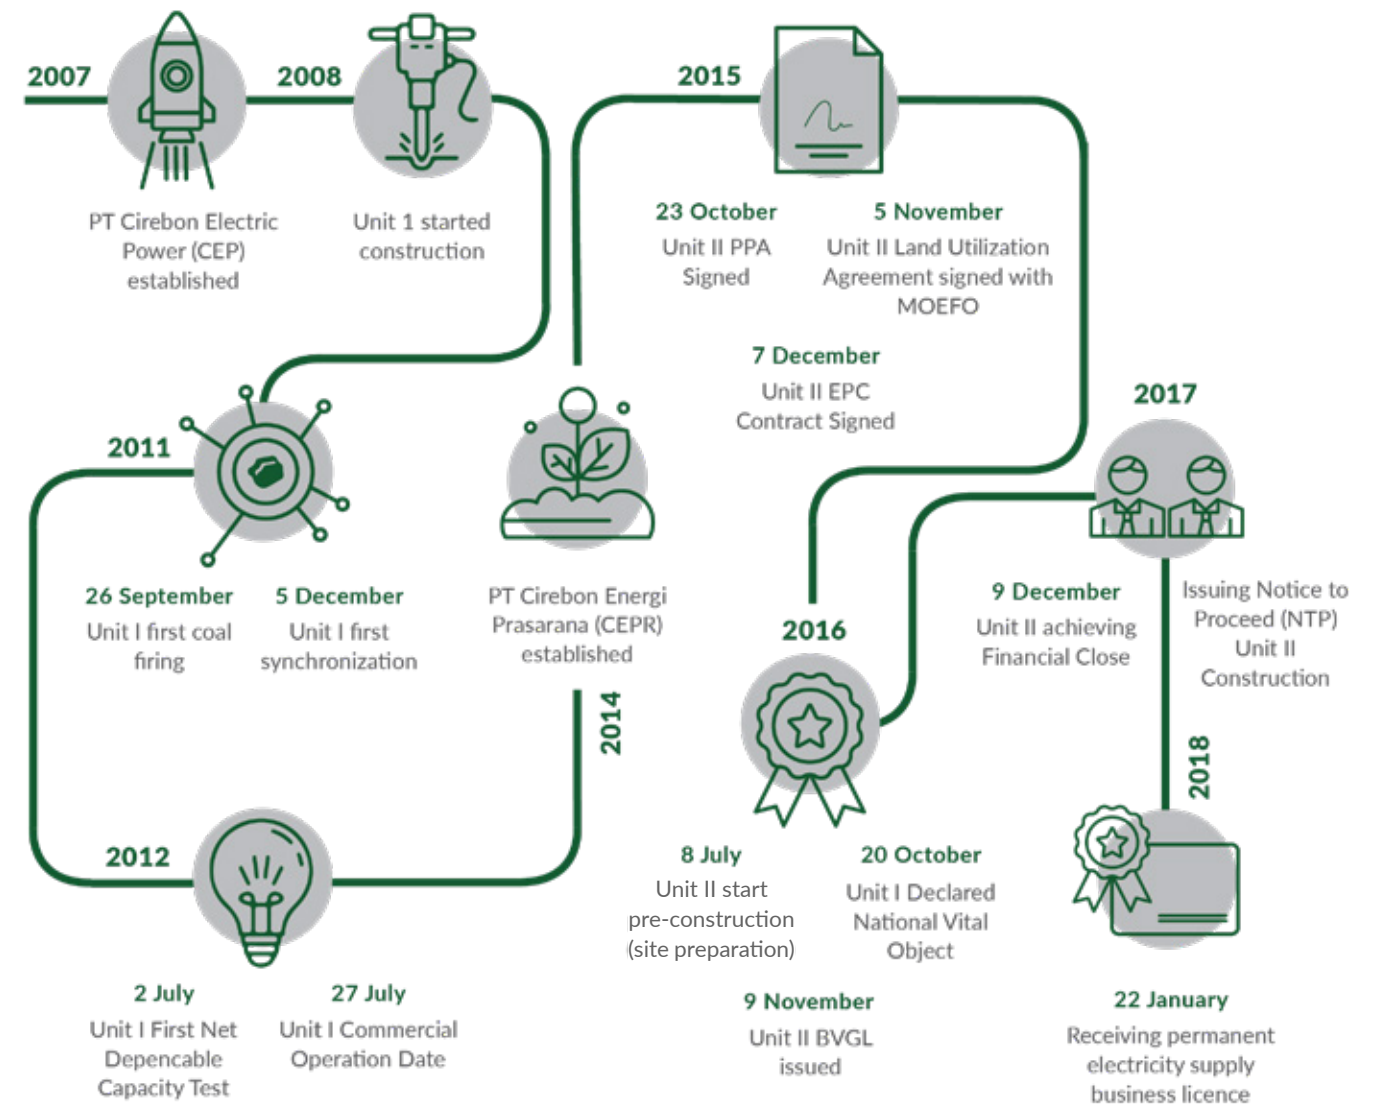 2007
PT Cirebon Electric
Power (CEP)
established
2008
Unit 1 started
construction
2011
26 September
Unit I first coal
firing
5 December
Unit I first
synchronization
2012
2 July
Unit I First Net
Depencable
Capacity Test
27 July
Unit I Commercial
Operation Date
2014
PT Cirebon Energi
Prasarana (CEPR)
established
2015
23 October
Unit II PPA
Signed
5 November
Unit II Land Utilization
Agreement signed with
MOEFO
7 December
Unit II EPC
Contract Signed
2016
8 July
Unit II start
pre-construction
(site preparation)
20 October
Unit I Declared
National Vital
Object
9 November
Unit II BVGL
issued
2017
9 December
Unit II achieving
Financial Close
Issuing Notice to
Proceed (NTP)
Unit II
Construction
2018
22 January
Receiving permanent
electricity supply
business licence